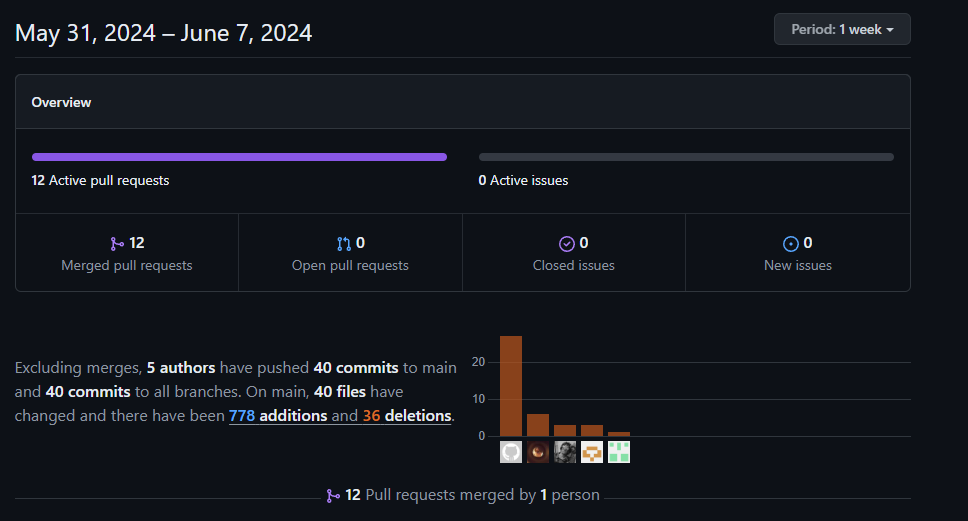 May 31, 2024 – June 7, 2024
Period: 1 week
Overview
12 Active pull requests
0 Active issues
12
Merged pull requests
0
Open pull requests
0
Closed issues
0
New issues
Excluding merges, 5 authors have pushed 40 commits to main
and 40 commits to all branches. On main, 40 files have
changed and there have been 778 additions and 36 deletions.
20
10
0
12 Pull requests merged by 1 person